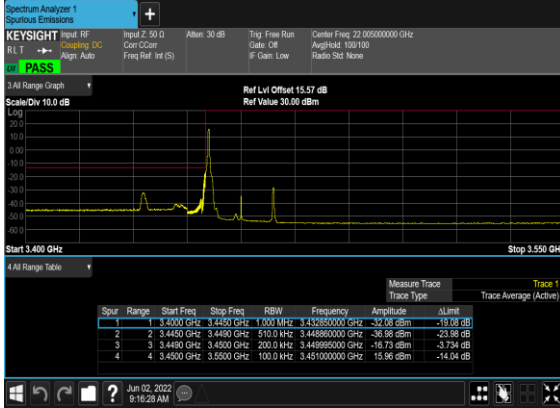 Spectrum Analyzer 1
Spurious Emissions
+
KEYSIGHT Input: RF Input Z: 50 Ω Atten: 30 dB Trig: Free Run Center Freq: 22.005000000 GHz
RLT Coupling: DC Corr CCorr Gate: Off Avg|Hold: 100/100
Align: Auto Freq Ref: Int (S) IF Gain: Low Radio Std: None
LXI PASS
3.All Range Graph Ref Lvl Offset 15.57 dB
Scale/Div 10.0 dB Ref Value 30.00 dBm
Log
20.0
10.0
0.00
-10.0
-20.0
-30.0
-40.0
-50.0
-60.0
Start 3.400 GHz Stop 3.550 GH
4.All Range Table
Measure Trace Trace 1
Trace Type Trace Average (Active)
Spur Range Start Freq Stop Freq RBW Frequency Amplitude ΔLimit
1 1 3.4000 GHz 3.4450 GHz 1.000 MHz 3.432850000 GHz -32.08 dBm -19.08 dB
2 2 3.4450 GHz 3.4490 GHz 510.0 kHz 3.448860000 GHz -36.98 dBm -23.98 dB
3 3 3.4490 GHz 3.4500 GHz 200.0 kHz 3.449995000 GHz -16.73 dBm -3.734 dB
4 4 3.4500 GHz 3.5500 GHz 100.0 kHz 3.451000000 GHz 15.96 dBm -14.04 dB
? Jun 02, 2022
9:16:28 AM